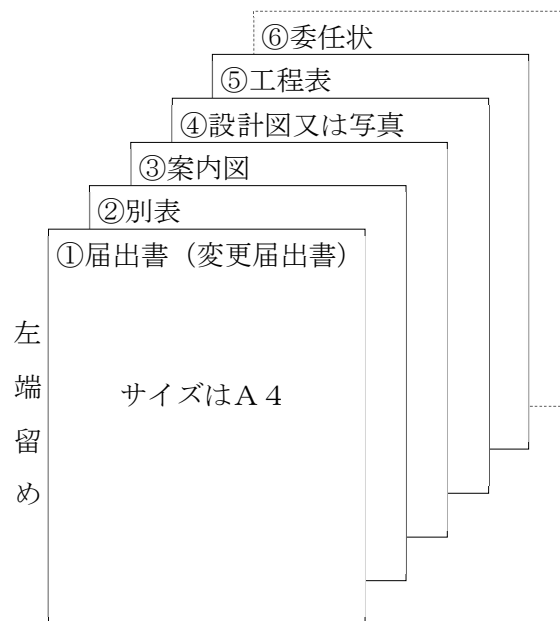 ⑥委任状
⑤工程表
④設計図又は写真
③案内図
②別表
①届出書（変更届出書）
左端留め
サイズはＡ４